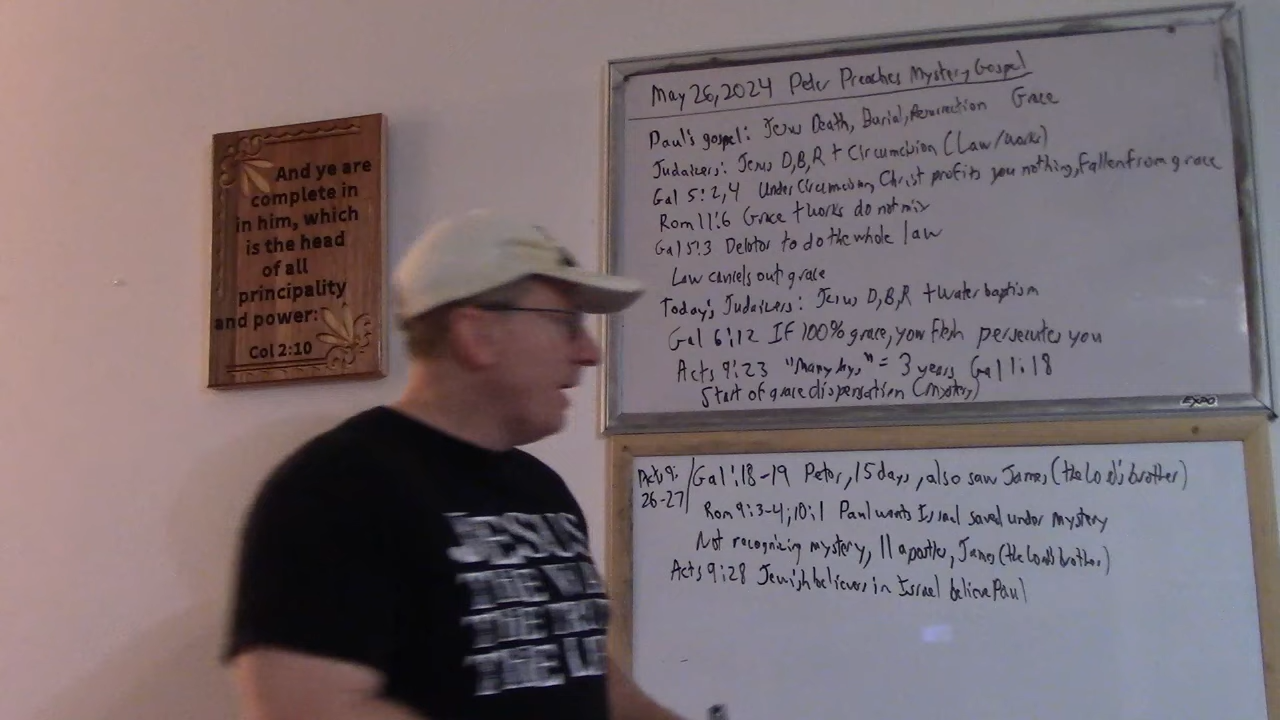 And ye are
complete in
in him, which
is the head
of all
principality
and power:
Col 2:10
May 26, 2024 Peter Preaches Mystery Gospel
Paul's gospel: Jesus Death, Burial, Resurrection Grace
Judaizers: Jesus D, B, R + Circumcision (Law/works)
Gal 5:2,4 Under Circumcision, Christ profits you nothing, fallen from grace
Rom 11:6 Grace + works do not mix
Gal 5:3 Debtor to do the whole law
Law cancels out grace
Today's Judaizers: Jesus D, B, R + water baptism
Gal 6:12 If 100% grace, your flesh persecutes you
Acts 9:23 "Many days" = 3 years Gal 1:18
Start of grace dispensation (mystery)
EXPO
Acts 9:
26-27
Gal 1:18-19 Peter, 15 days, also saw James (the Lord's brother)
Rom 9:3-4; 10:1 Paul wants Israel saved under mystery
Not recognizing mystery, 11 apostles, James (the Lord's brother)
Acts 9:28 Jewish believers in Israel believe Paul
JESUS
THE
THE
THE